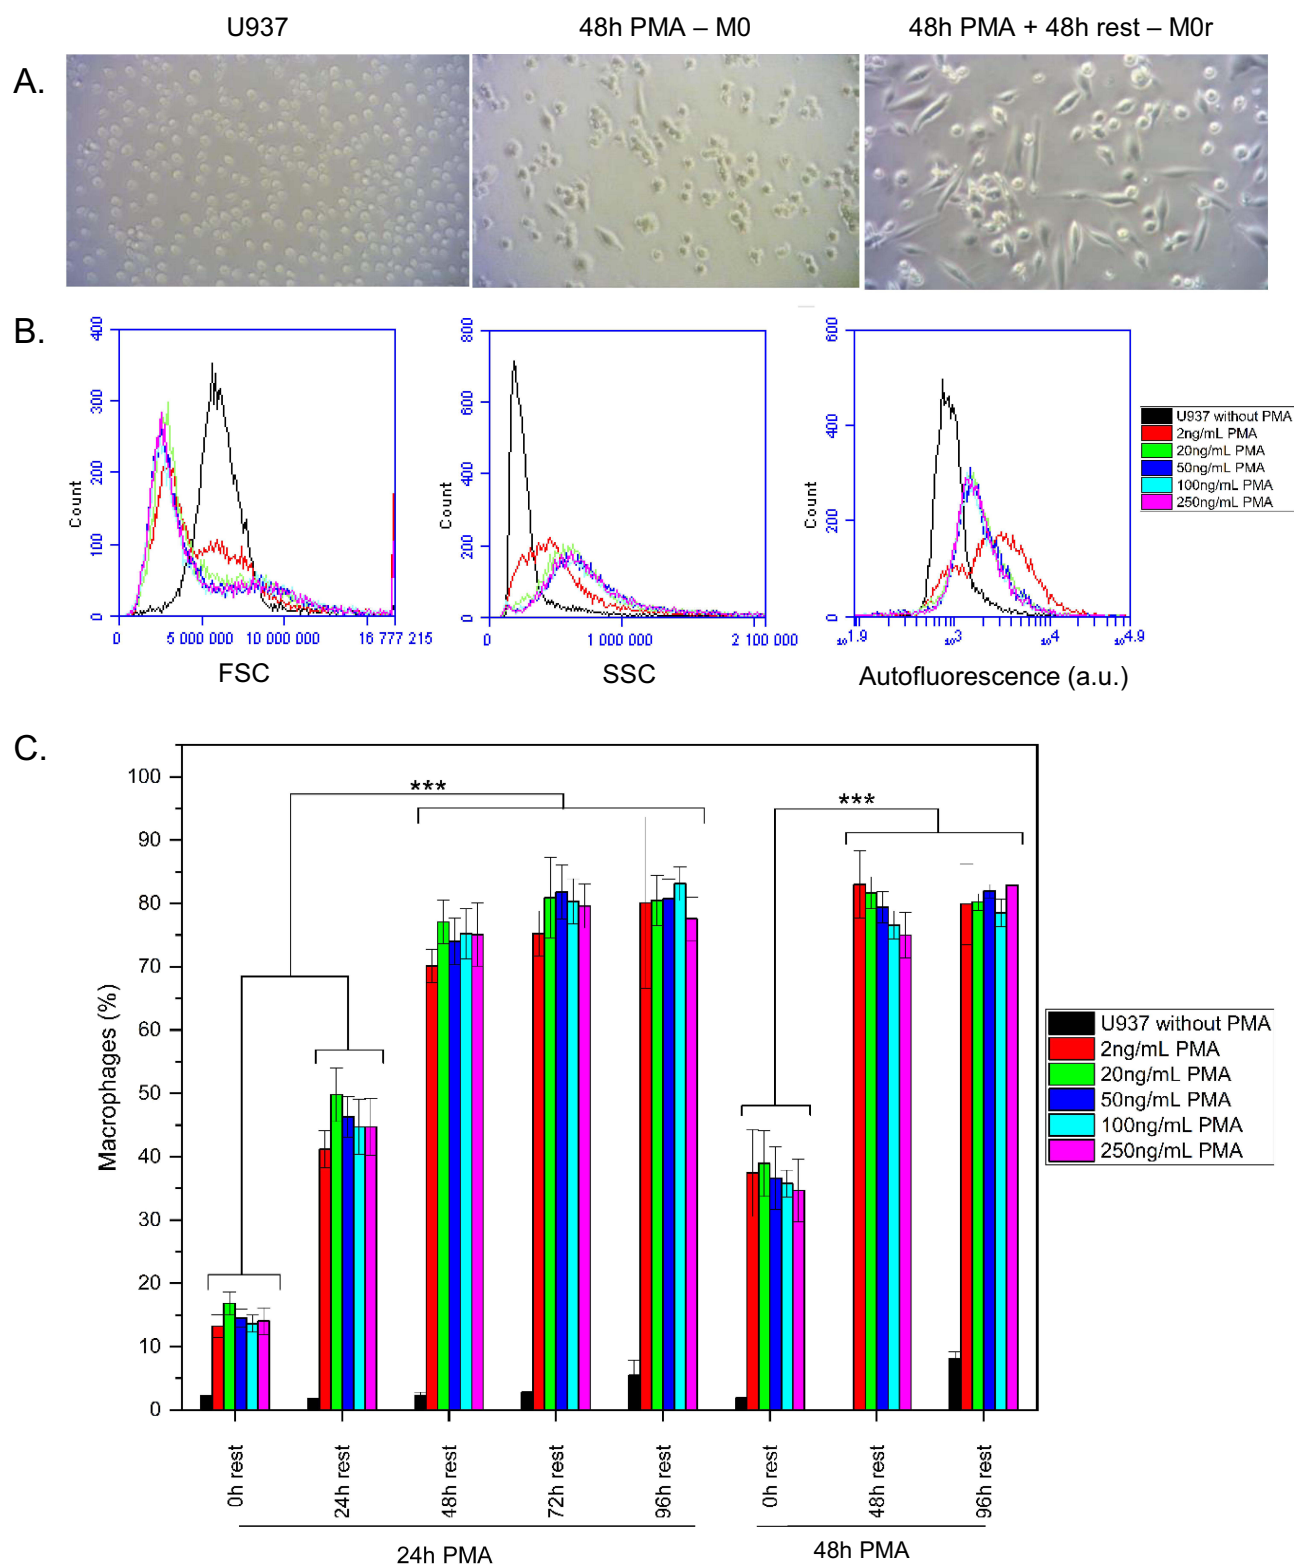 U937
48h PMA – M0
48h PMA + 48h rest – M0r
A.
B.
400
300
200
100
0
Count
0
5 000 000
10 000 000
16 777 215
FSC
800
600
400
200
0
Count
0
1 000 000
2 100 000
SSC
600
400
200
0
Count
10^1.9
10^3
10^4
10^4.9
Autofluorescence (a.u.)
U937 without PMA
2ng/mL PMA
20ng/mL PMA
50ng/mL PMA
100ng/mL PMA
250ng/mL PMA
C.
100
90
80
70
60
50
40
30
20
10
0
Macrophages (%)
***
***
0h rest
24h rest
48h rest
72h rest
96h rest
0h rest
48h rest
96h rest
24h PMA
48h PMA
U937 without PMA
2ng/mL PMA
20ng/mL PMA
50ng/mL PMA
100ng/mL PMA
250ng/mL PMA